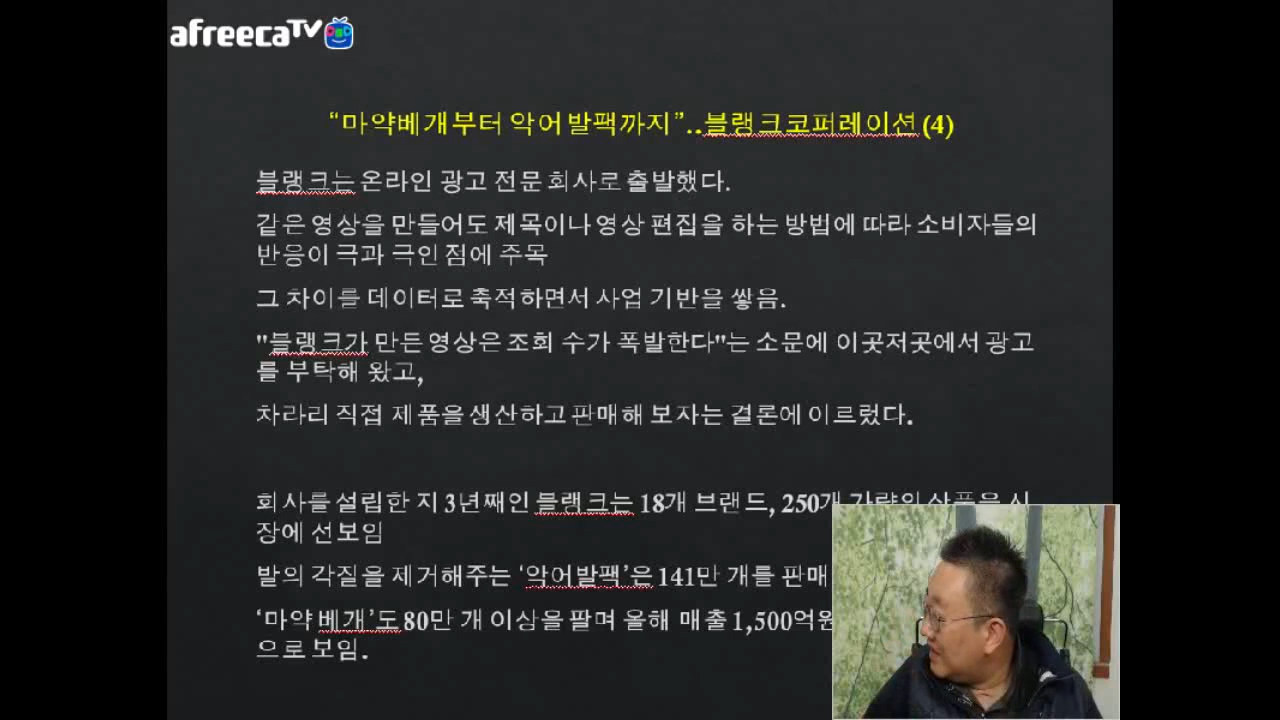 afreecaTV
“마약베개부터 악어발팩까지”..블랭크코퍼레이션 (4)
블랭크는 온라인 광고 전문 회사로 출발했다.
같은 영상을 만들어도 제목이나 영상 편집을 하는 방법에 따라 소비자들의
반응이 극과 극인 점에 주목
그 차이를 데이터로 축적하면서 사업 기반을 쌓음.
"블랭크가 만든 영상은 조회 수가 폭발한다"는 소문에 이곳저곳에서 광고
를 부탁해 왔고,
차라리 직접 제품을 생산하고 판매해 보자는 결론에 이르렀다.
회사를 설립한 지 3년째인 블랭크는 18개 브랜드, 250개 가량의 상품을 시
장에 선보임
발의 각질을 제거해주는 ‘악어발팩’은 141만 개를 판매
‘마약 베개’도 80만 개 이상을 팔며 올해 매출 1,500억원
으로 보임.